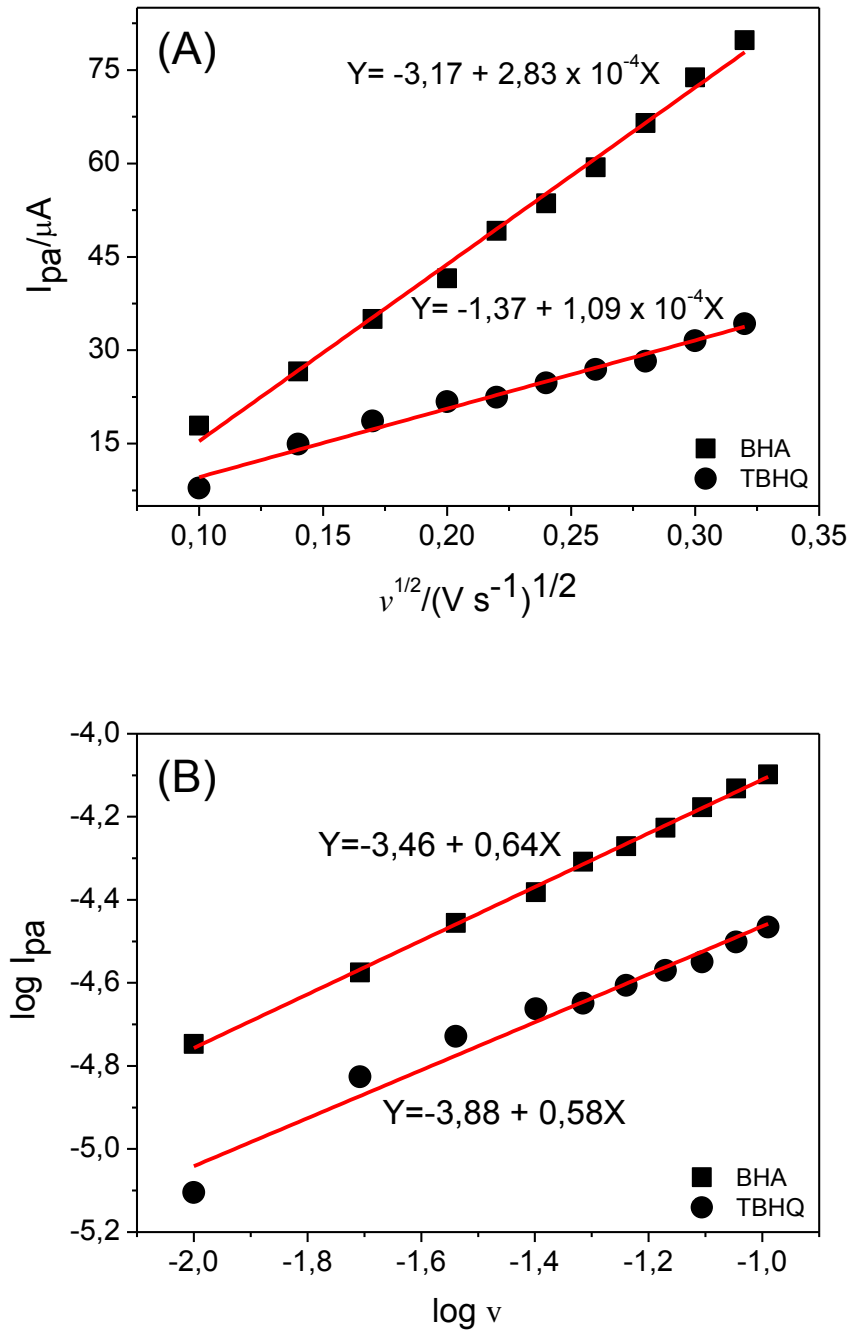 (A)
Y= -3,17 + 2,83 x 10⁻⁴X
Y= -1,37 + 1,09 x 10⁻⁴X
75
60
45
30
15
I_pa/μA
BHA
TBHQ
0,10 0,15 0,20 0,25 0,30 0,35
ν^1/2/(V s⁻¹)^1/2
(B)
Y=-3,46 + 0,64X
Y=-3,88 + 0,58X
-4,0
-4,2
-4,4
-4,6
-4,8
-5,0
-5,2
log I_pa
BHA
TBHQ
-2,0 -1,8 -1,6 -1,4 -1,2 -1,0
log ν